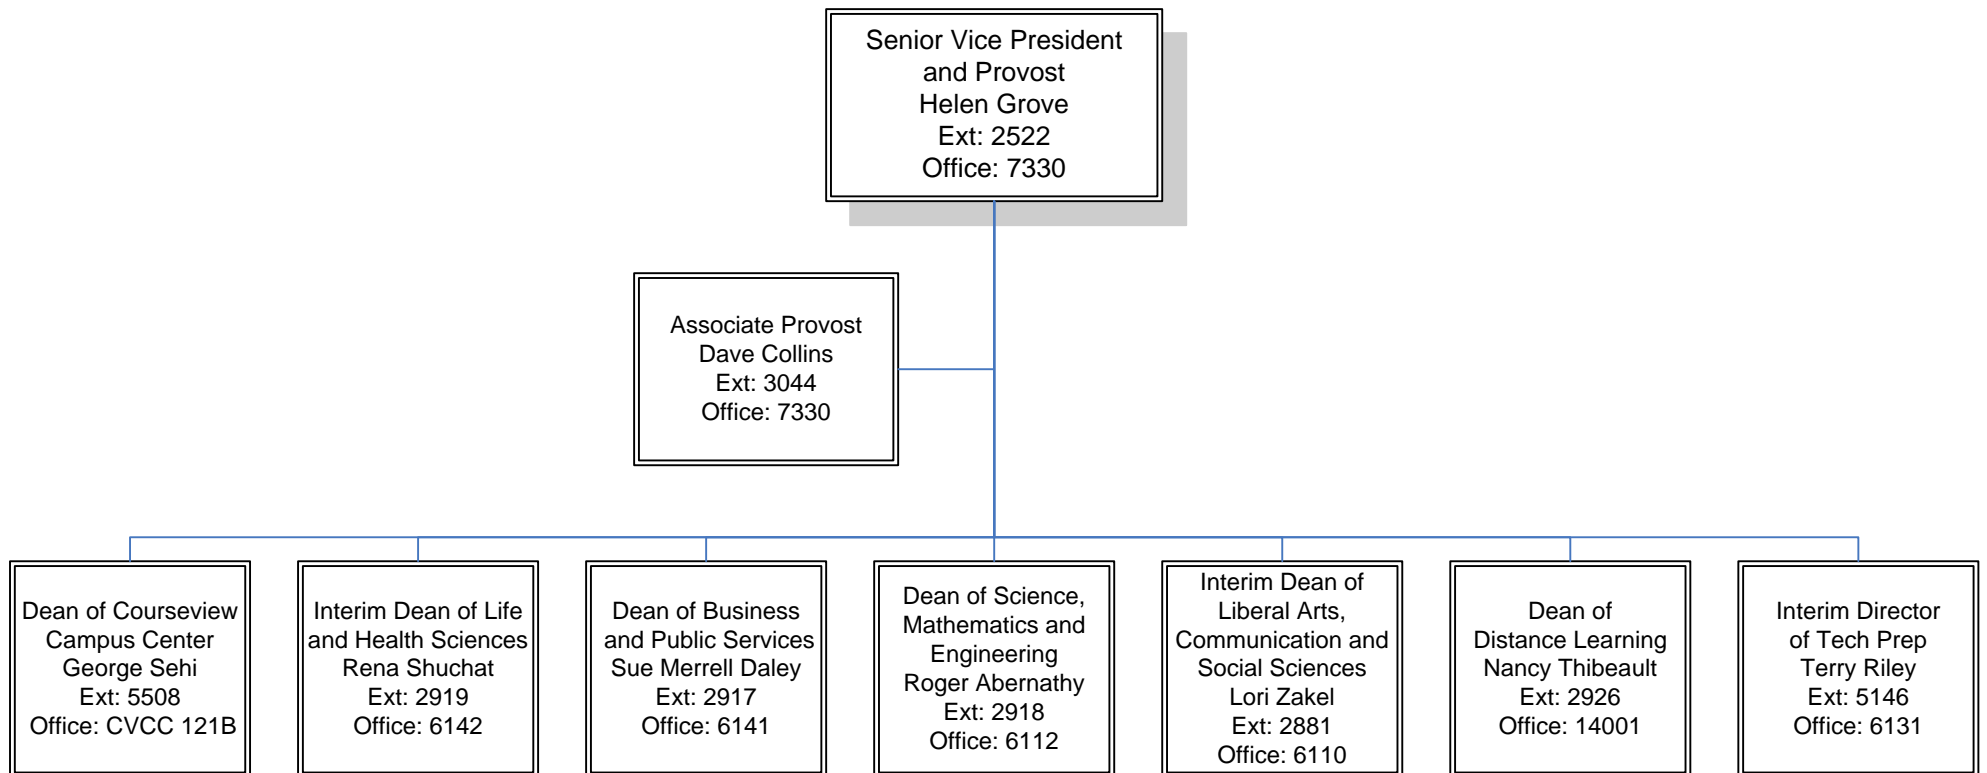 Senior Vice President
and Provost
Helen Grove
Ext: 2522
Office: 7330
Associate Provost
Dave Collins
Ext: 3044
Office: 7330
Dean of Courseview
Campus Center
George Sehi
Ext: 5508
Office: CVCC 121B
Interim Dean of Life
and Health Sciences
Rena Shuchat
Ext: 2919
Office: 6142
Dean of Business
and Public Services
Sue Merrell Daley
Ext: 2917
Office: 6141
Dean of Science,
Mathematics and
Engineering
Roger Abernathy
Ext: 2918
Office: 6112
Interim Dean of
Liberal Arts,
Communication and
Social Sciences
Lori Zakel
Ext: 2881
Office: 6110
Dean of
Distance Learning
Nancy Thibeault
Ext: 2926
Office: 14001
Interim Director
of Tech Prep
Terry Riley
Ext: 5146
Office: 6131